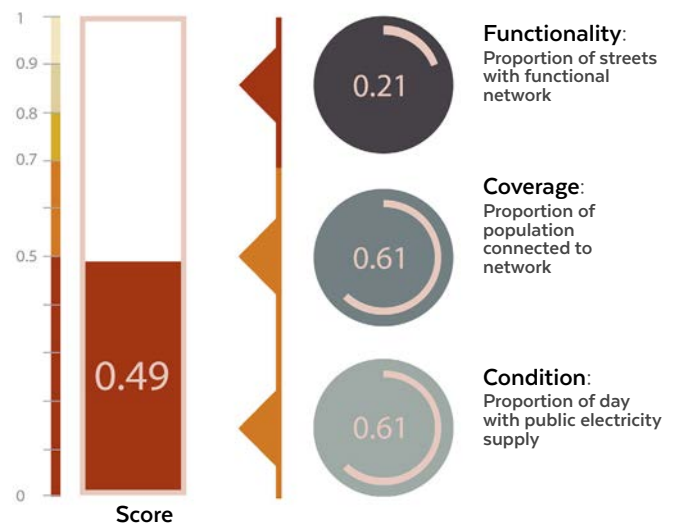 1
0.9
0.8
0.7
0.5
0
0.49
Score
0.21
Functionality:
Proportion of streets
with functional
network
0.61
Coverage:
Proportion of
population
connected to
network
0.61
Condition:
Proportion of day
with public electricity
supply